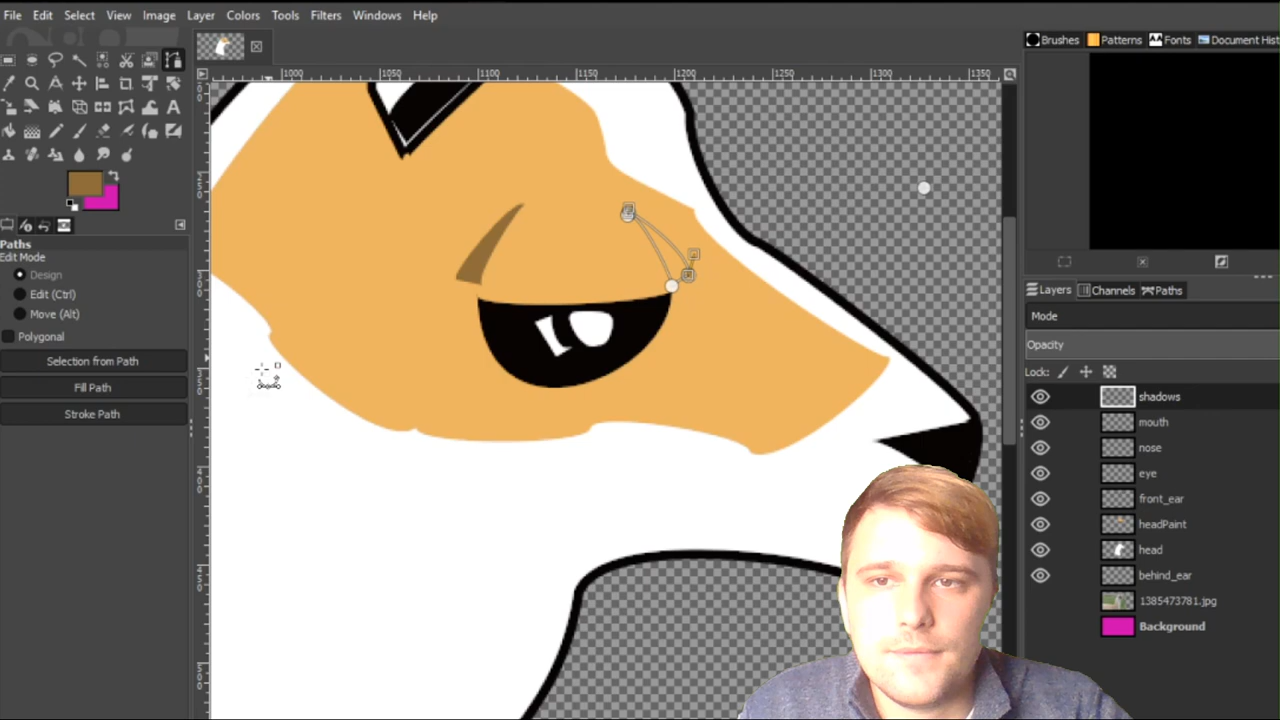 File Edit Select View Image Layer Colors Tools Filters Windows Help
Brushes Patterns Fonts Document Hist
1000 1050 1100 1150 1200 1250 1300 1350
Paths
Edit Mode
Design
Edit (Ctrl)
Move (Alt)
Polygonal
Selection from Path
Fill Path
Stroke Path
Layers Channels Paths
Mode
Opacity
Lock:
shadows
mouth
nose
eye
front_ear
headPaint
head
behind_ear
1385473781.jpg
Background